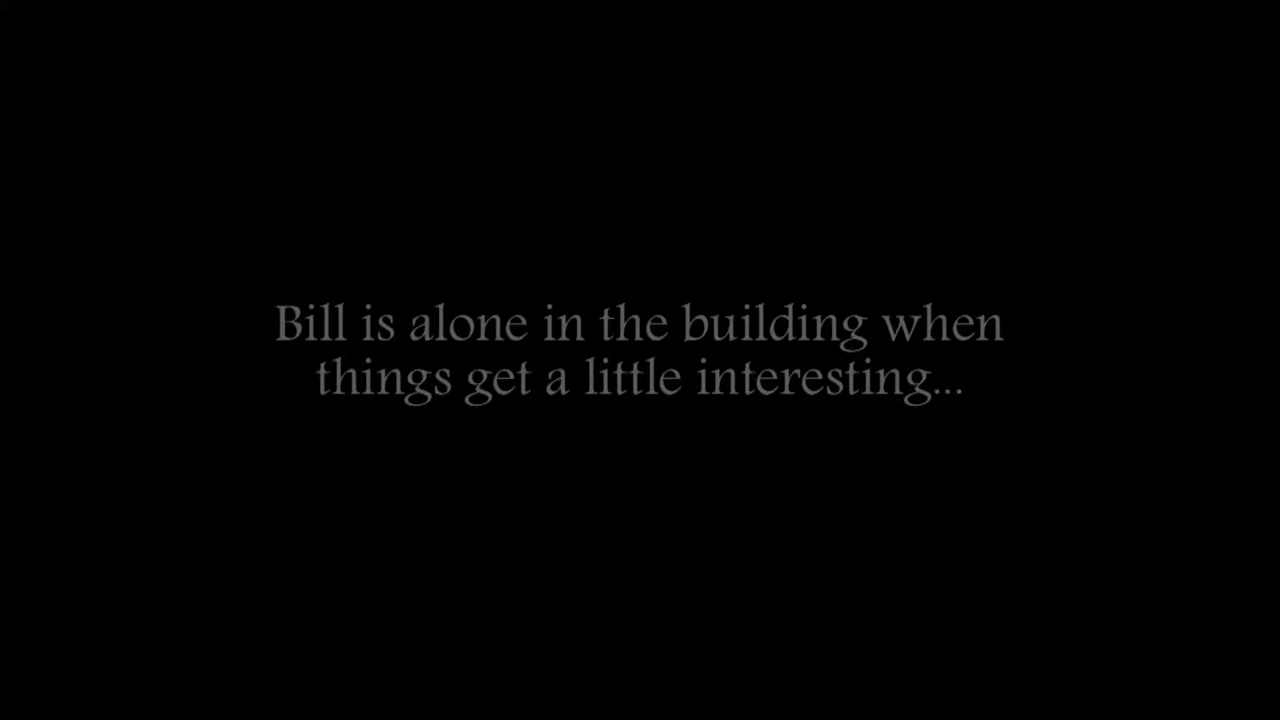 Bill is alone in the building when
things get a little interesting...